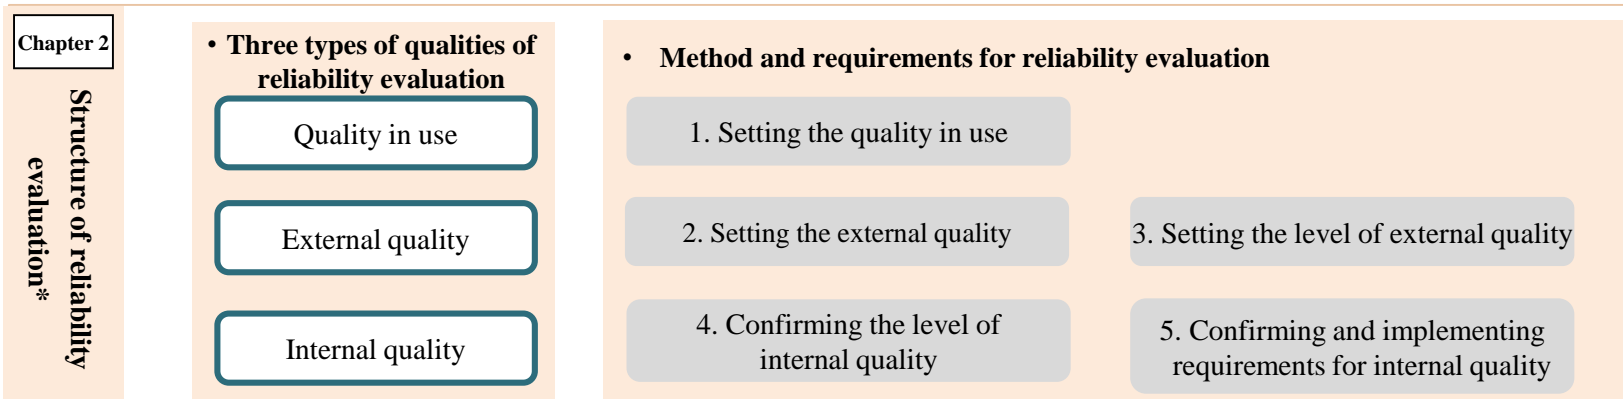 Chapter 2
Structure of reliability
evaluation*
• Three types of qualities of
reliability evaluation
Quality in use
External quality
Internal quality
• Method and requirements for reliability evaluation
1. Setting the quality in use
2. Setting the external quality
3. Setting the level of external quality
4. Confirming the level of
internal quality
5. Confirming and implementing
requirements for internal quality